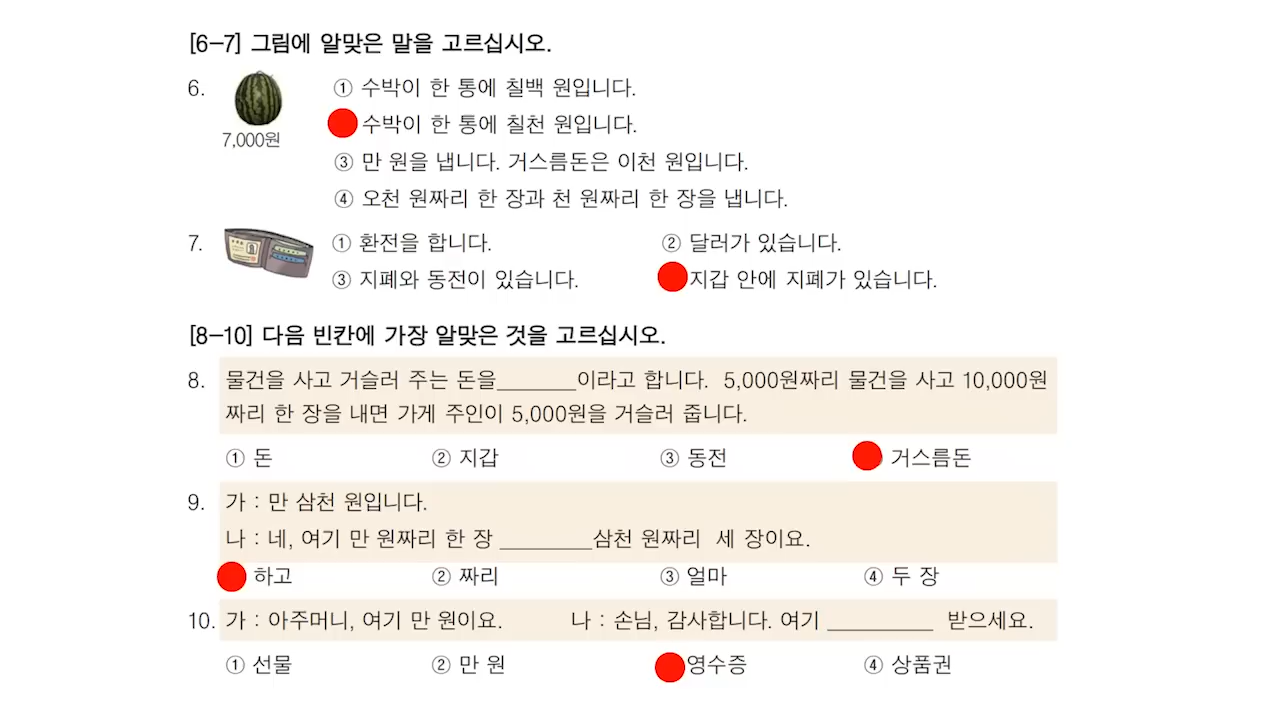 [6-7] 그림에 알맞은 말을 고르십시오.
6.
7,000원
① 수박이 한 통에 칠백 원입니다.
수박이 한 통에 칠천 원입니다.
③ 만 원을 냅니다. 거스름돈은 이천 원입니다.
④ 오천 원짜리 한 장과 천 원짜리 한 장을 냅니다.
7. ① 환전을 합니다. ② 달러가 있습니다.
③ 지폐와 동전이 있습니다. 지갑 안에 지폐가 있습니다.
[8-10] 다음 빈칸에 가장 알맞은 것을 고르십시오.
8. 물건을 사고 거슬러 주는 돈을_______이라고 합니다. 5,000원짜리 물건을 사고 10,000원
짜리 한 장을 내면 가게 주인이 5,000원을 거슬러 줍니다.
① 돈 ② 지갑 ③ 동전 거스름돈
9. 가 : 만 삼천 원입니다.
나 : 네, 여기 만 원짜리 한 장 ________삼천 원짜리 세 장이요.
하고 ② 짜리 ③ 얼마 ④ 두 장
10. 가 : 아주머니, 여기 만 원이요. 나 : 손님, 감사합니다. 여기 _________ 받으세요.
① 선물 ② 만 원 영수증 ④ 상품권